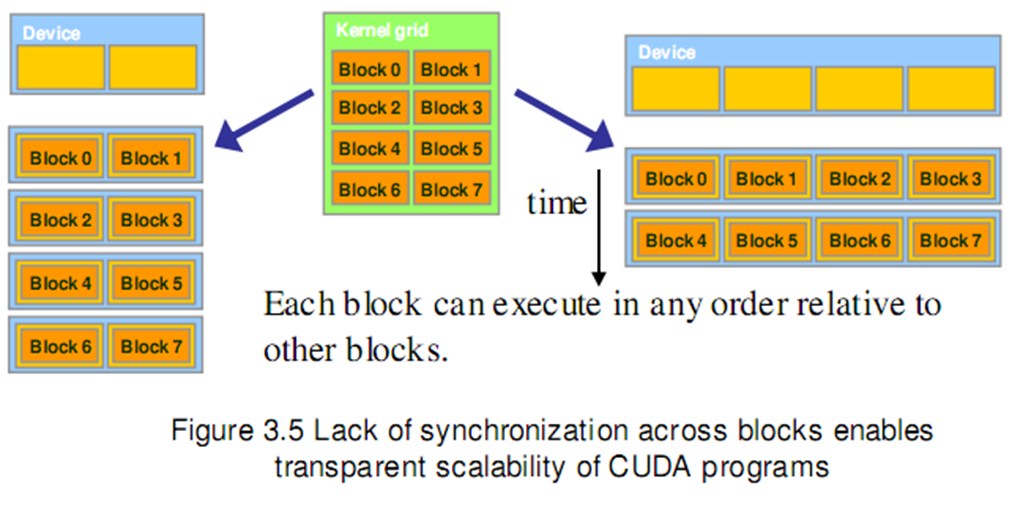 Device
Block 0 Block 1
Block 2 Block 3
Block 4 Block 5
Block 6 Block 7
Kernel grid
Block 0 Block 1
Block 2 Block 3
Block 4 Block 5
Block 6 Block 7
Device
Block 0 Block 1 Block 2 Block 3
Block 4 Block 5 Block 6 Block 7
time
Each block can execute in any order relative to
other blocks.
Figure 3.5 Lack of synchronization across blocks enables
transparent scalability of CUDA programs